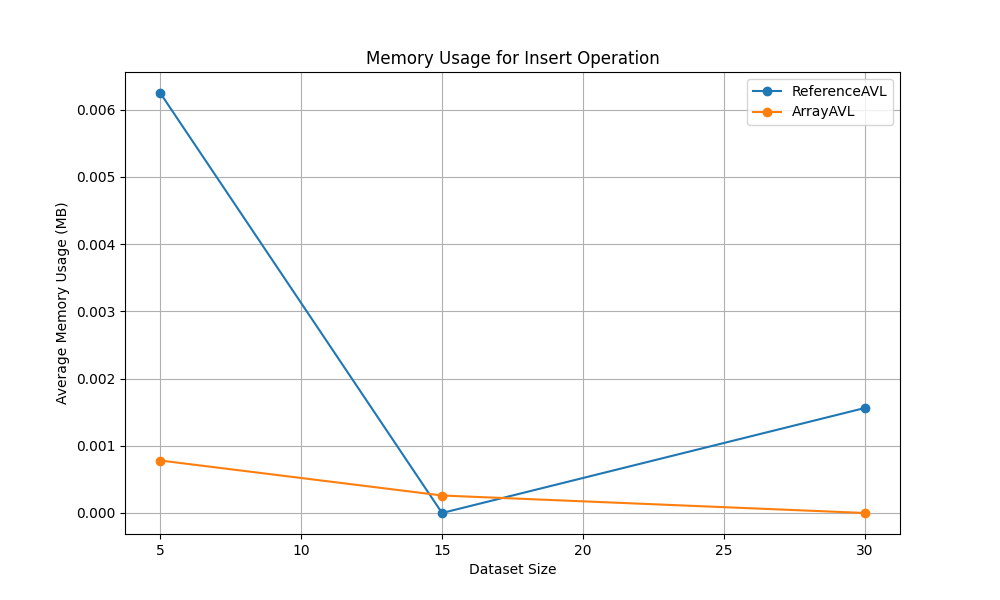 Memory Usage for Insert Operation
ReferenceAVL
ArrayAVL
Average Memory Usage (MB)
0.006
0.005
0.004
0.003
0.002
0.001
0.000
5 10 15 20 25 30
Dataset Size